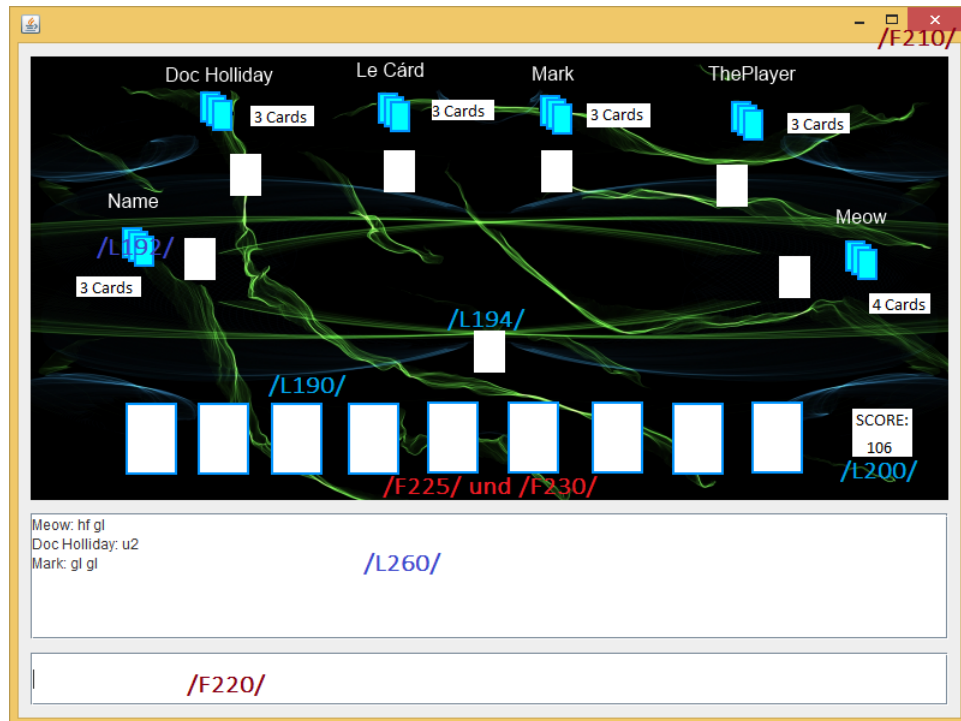 /F210/
Doc Holliday
Le Cárd
Mark
ThePlayer
3 Cards
3 Cards
3 Cards
3 Cards
Name
Meow
/L192/
3 Cards
4 Cards
/L194/
/L190/
SCORE:
106
/L200/
/F225/ und /F230/
Meow: hf gl
Doc Holliday: u2
Mark: gl gl
/L260/
/F220/